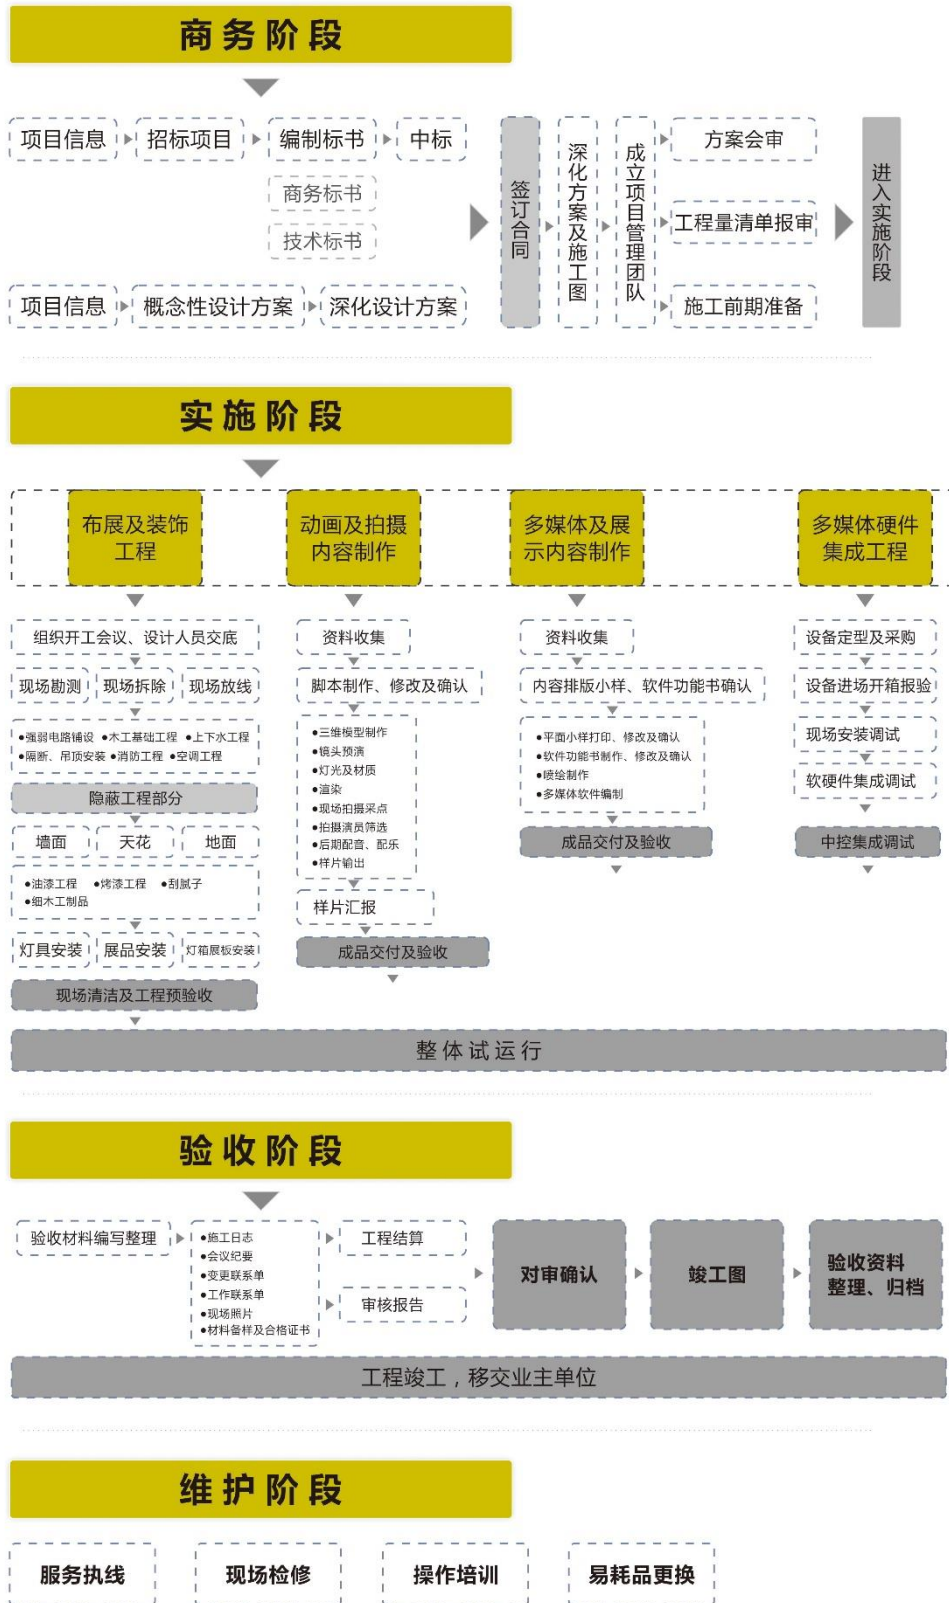 商务阶段
项目信息
招标项目
编制标书
中标
商务标书
技术标书
项目信息
概念性设计方案
深化设计方案
签订合同
深化方案及施工图
成立项目管理团队
方案会审
工程量清单报审
施工前期准备
进入实施阶段
实施阶段
布展及装饰
工程
组织开工会议、设计人员交底
现场勘测
现场拆除
现场放线
●强弱电路铺设 ●木工基础工程 ●上下水工程
●隔断、吊顶安装 ●消防工程 ●空调工程
隐蔽工程部分
墙面
天花
地面
●油漆工程 ●烤漆工程 ●刮腻子
●细木工制品
灯具安装
展品安装
灯箱展板安装
现场清洁及工程预验收
动画及拍摄
内容制作
资料收集
脚本制作、修改及确认
●三维模型制作
●镜头预演
●灯光及材质
●渲染
●现场拍摄采点
●拍摄演员筛选
●后期配音、配乐
●样片输出
样片汇报
成品交付及验收
多媒体及展
示内容制作
资料收集
内容排版小样、软件功能书确认
●平面小样打印、修改及确认
●软件功能书制作、修改及确认
●喷绘制作
●多媒体软件编制
成品交付及验收
多媒体硬件
集成工程
设备定型及采购
设备进场开箱报验
现场安装调试
软硬件集成调试
中控集成调试
整体试运行
验收阶段
验收材料编写整理
●施工日志
●会议纪要
●变更联系单
●工作联系单
●现场照片
●材料备样及合格证书
工程结算
审核报告
对审确认
竣工图
验收资料
整理、归档
工程竣工，移交业主单位
维护阶段
服务执线
现场检修
操作培训
易耗品更换